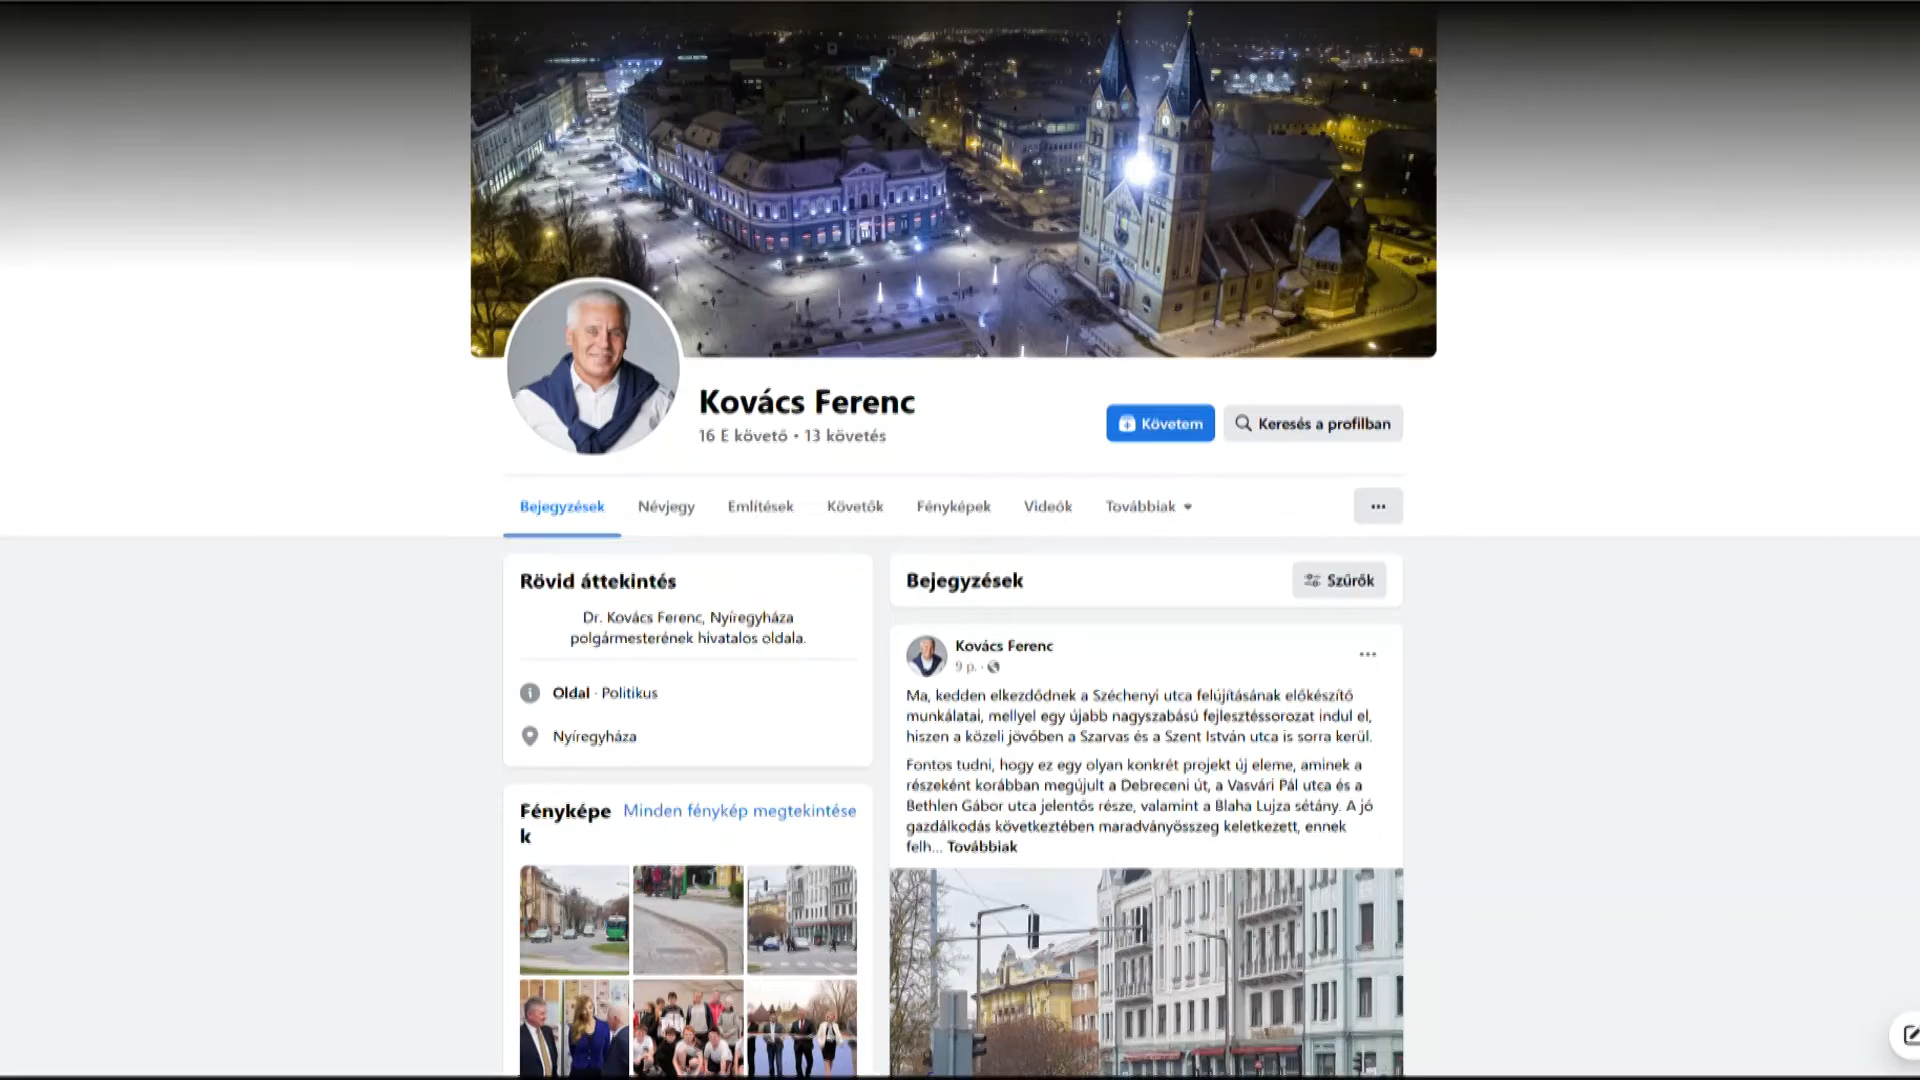 Kovács Ferenc
16 E követő • 13 követés
Követem
Keresés a profilban
Bejegyzések
Névjegy
Említések
Követők
Fényképek
Videók
Továbbiak
Rövid áttekintés
Dr. Kovács Ferenc, Nyíregyháza
polgármesterének hivatalos oldala.
Oldal · Politikus
Nyíregyháza
Fényképe
k
Minden fénykép megtekintése
Bejegyzések
Szűrők
Kovács Ferenc
9 p. ·
Ma, kedden elkezdődnek a Széchenyi utca felújításának előkészítő
munkálatai, mellyel egy újabb nagyszabású fejlesztéssorozat indul el,
hiszen a közeli jövőben a Szarvas és a Szent István utca is sorra kerül.
Fontos tudni, hogy ez egy olyan konkrét projekt új eleme, aminek a
részeként korábban megújult a Debreceni út, a Vasvári Pál utca és a
Bethlen Gábor utca jelentős része, valamint a Blaha Lujza sétány. A jó
gazdálkodás következtében maradványösszeg keletkezett, ennek
felh... Továbbiak